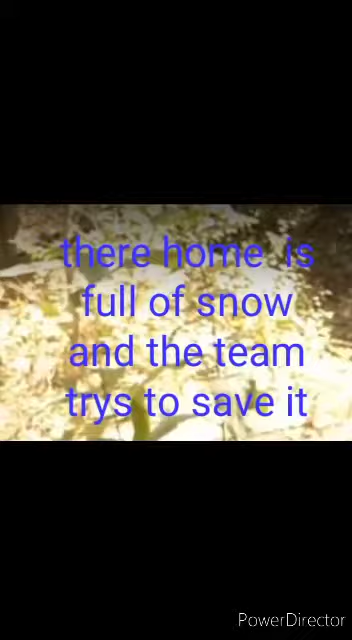 there home is
full of snow
and the team
trys to save it
PowerDirector